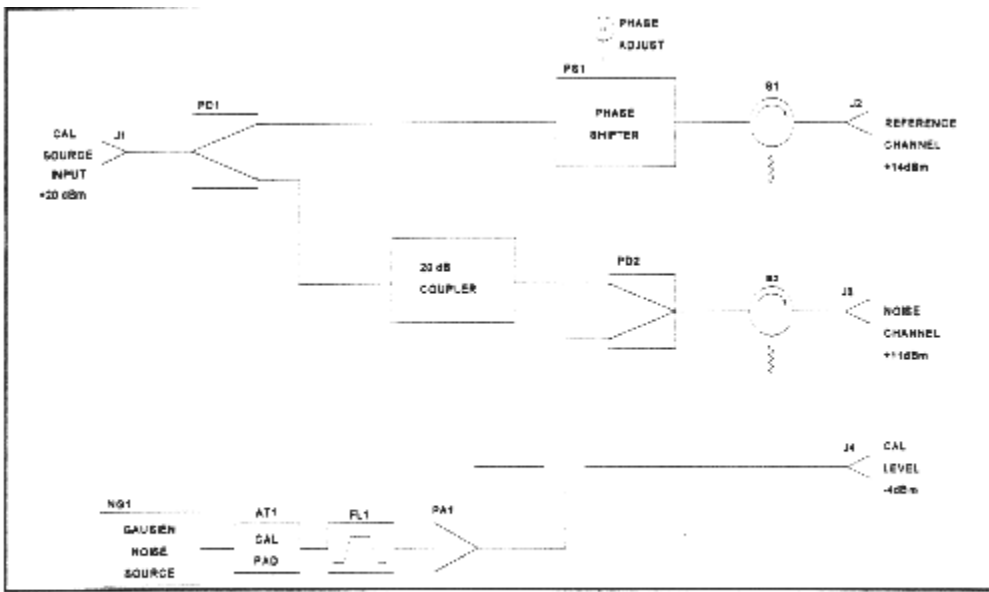 PHASE
ADJUST
PS1
PHASE
SHIFTER
S1
J2
REFERENCE
CHANNEL
+14dBm
PD1
CAL
SOURCE
INPUT
+20 dBm
J1
20 dB
COUPLER
PD2
J3
NOISE
CHANNEL
+11dBm
J4
CAL
LEVEL
-4dBm
NG1
GAUSIEN
NOISE
SOURCE
AT1
CAL
PAD
FL1
PA1